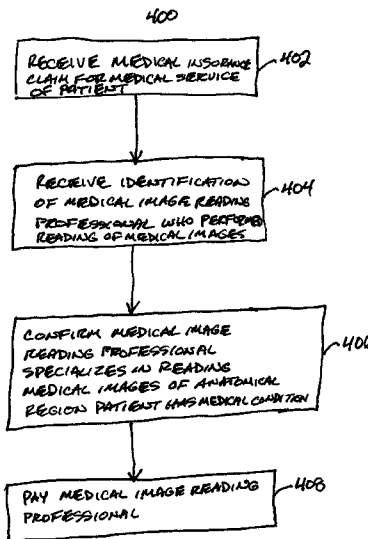 400
RECEIVE MEDICAL INSURANCE
CLAIM FOR MEDICAL SERVICE
OF PATIENT
402
RECEIVE IDENTIFICATION
OF MEDICAL IMAGE READING
PROFESSIONAL WHO PERFORMED
READING OF MEDICAL IMAGES
404
CONFIRM MEDICAL IMAGE
READING PROFESSIONAL
SPECIALIZES IN READING
MEDICAL IMAGES OF ANATOMICAL
REGION PATIENT HAS MEDICAL CONDITION
406
PAY MEDICAL IMAGE READING
PROFESSIONAL
408